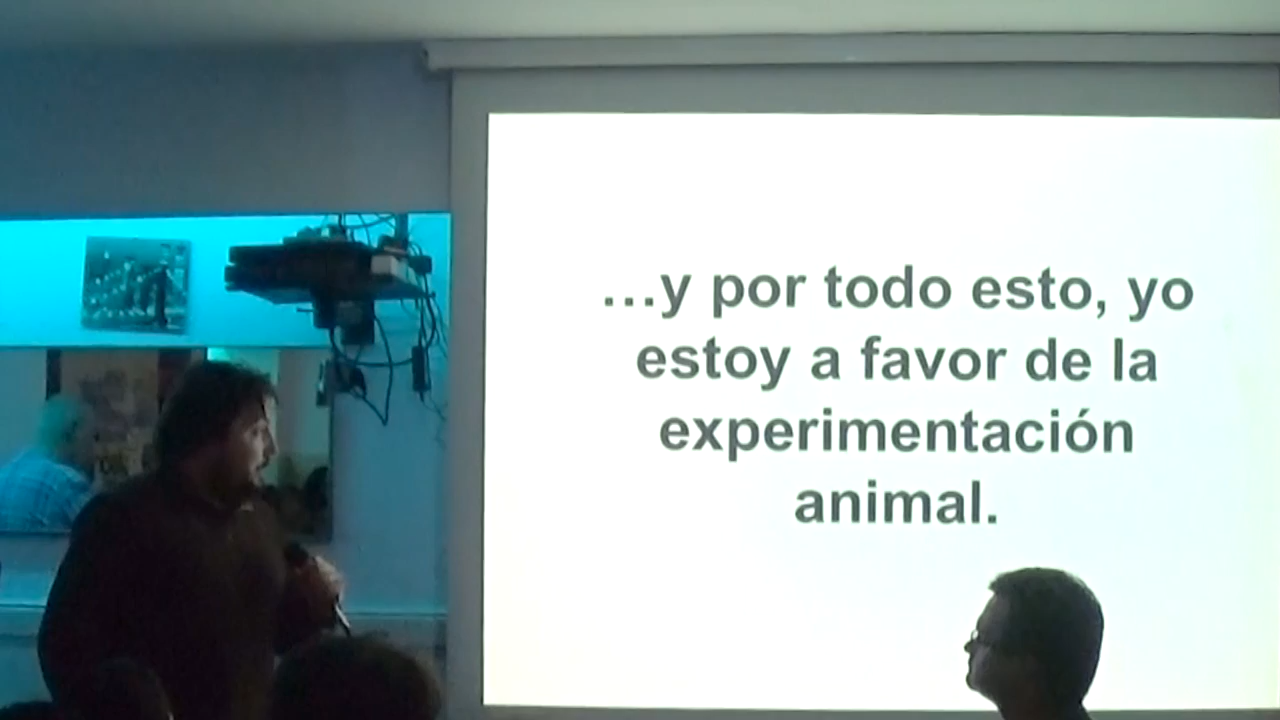 ...y por todo esto, yo
estoy a favor de la
experimentación
animal.